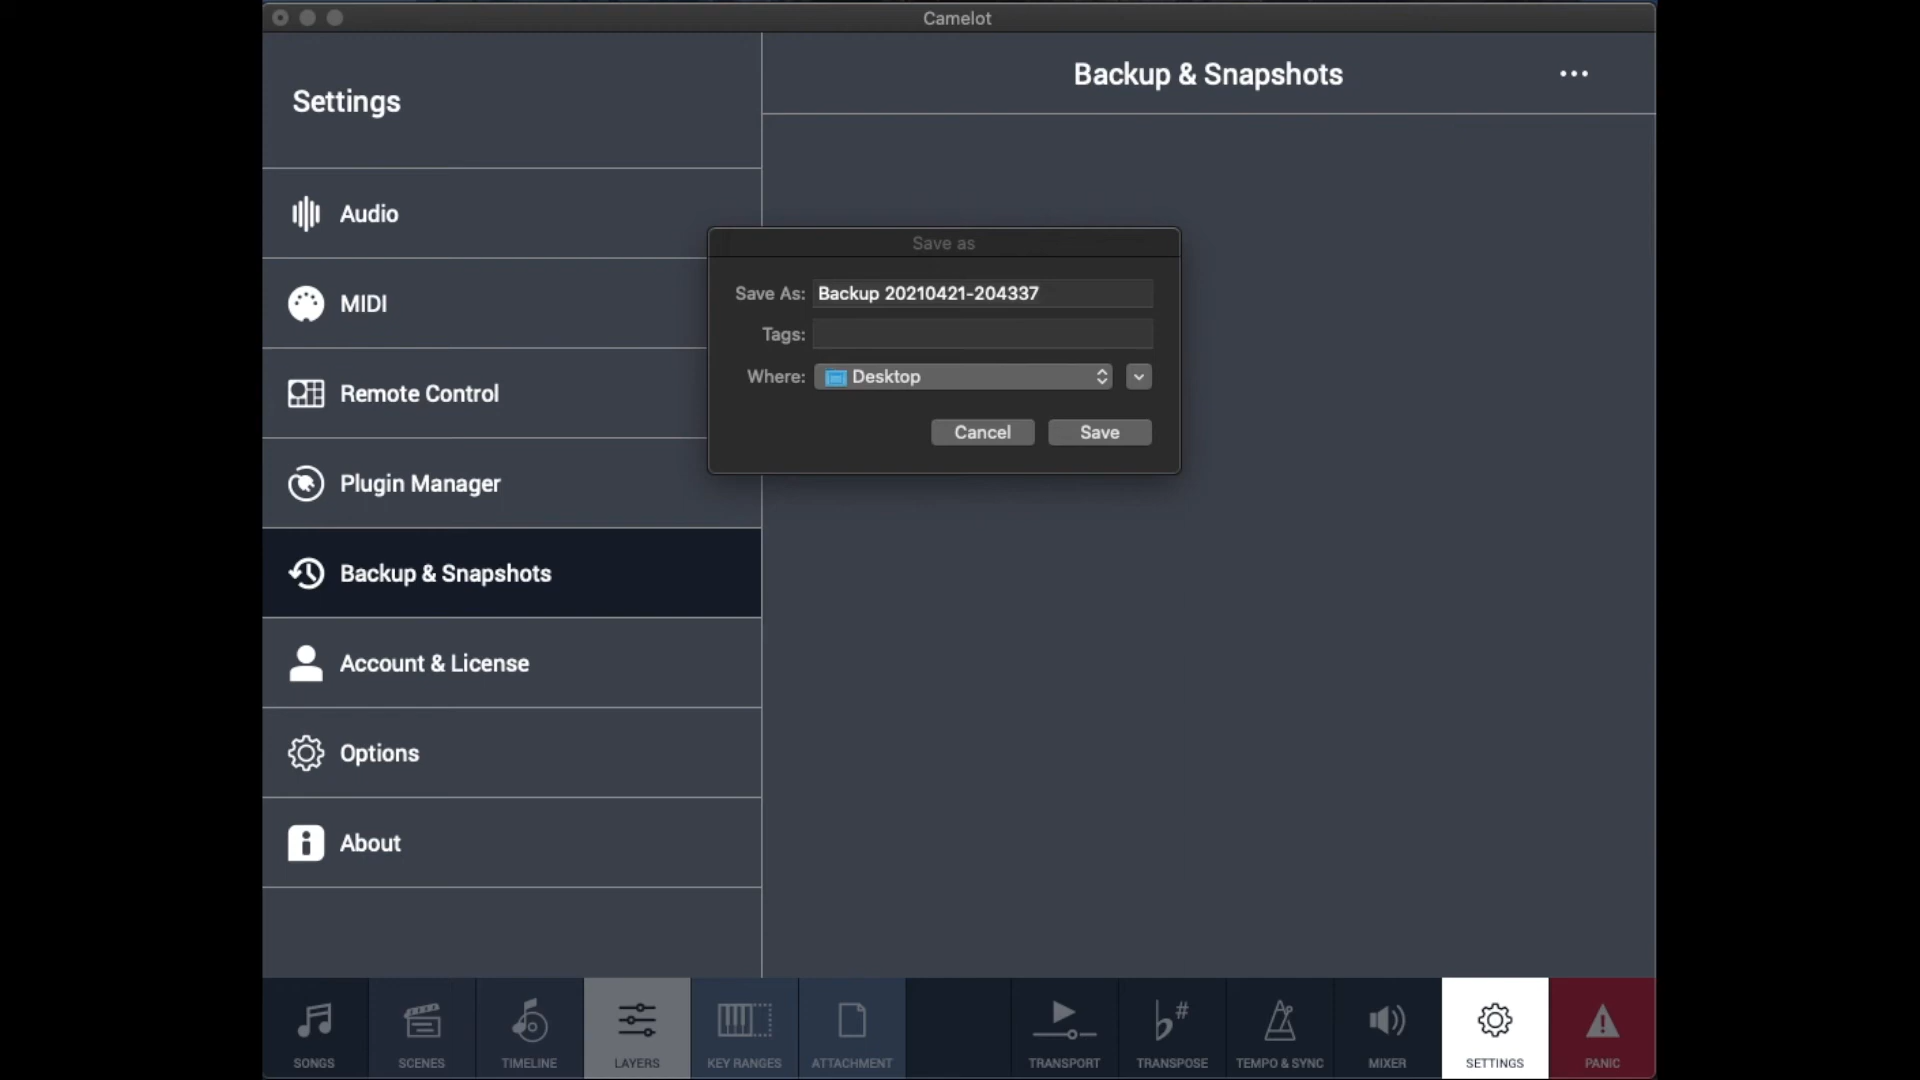 Camelot
Settings
Backup & Snapshots
Audio
MIDI
Remote Control
Plugin Manager
Backup & Snapshots
Account & License
Options
About
Save as
Save As: Backup 20210421-204337
Tags:
Where: Desktop
Cancel Save
SONGS SCENES TIMELINE LAYERS KEY RANGES ATTACHMENT TRANSPORT TRANSPOSE TEMPO & SYNC MIXER SETTINGS PANIC